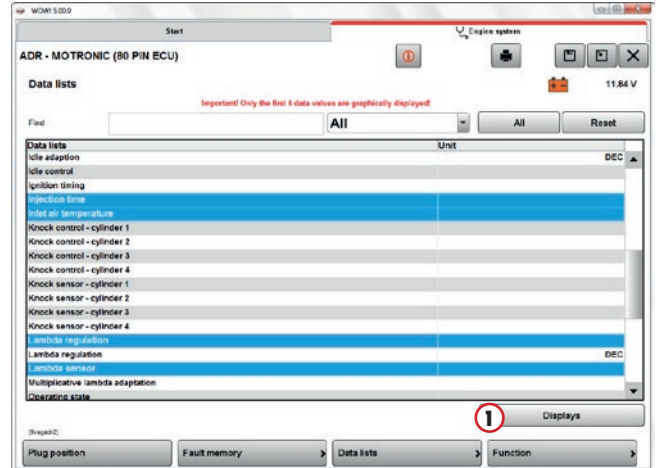 WOW! 5.00.0
Start
Engine system
ADR - MOTRONIC (80 PIN ECU)
Data lists
11.84 V
Important! Only the first 8 data values are graphically displayed!
Find
All
All
Reset
Data lists Unit
Idle adaption DEC
Idle control
Ignition timing
Injection time
Inlet air temperature
Knock control - cylinder 1
Knock control - cylinder 2
Knock control - cylinder 3
Knock control - cylinder 4
Knock sensor - cylinder 1
Knock sensor - cylinder 2
Knock sensor - cylinder 3
Knock sensor - cylinder 4
Lambda regulation
Lambda regulation DEC
Lambda sensor
Multiplicative lambda adaptation
Operating state
1
Displays
Plug position
Fault memory
Data lists
Function